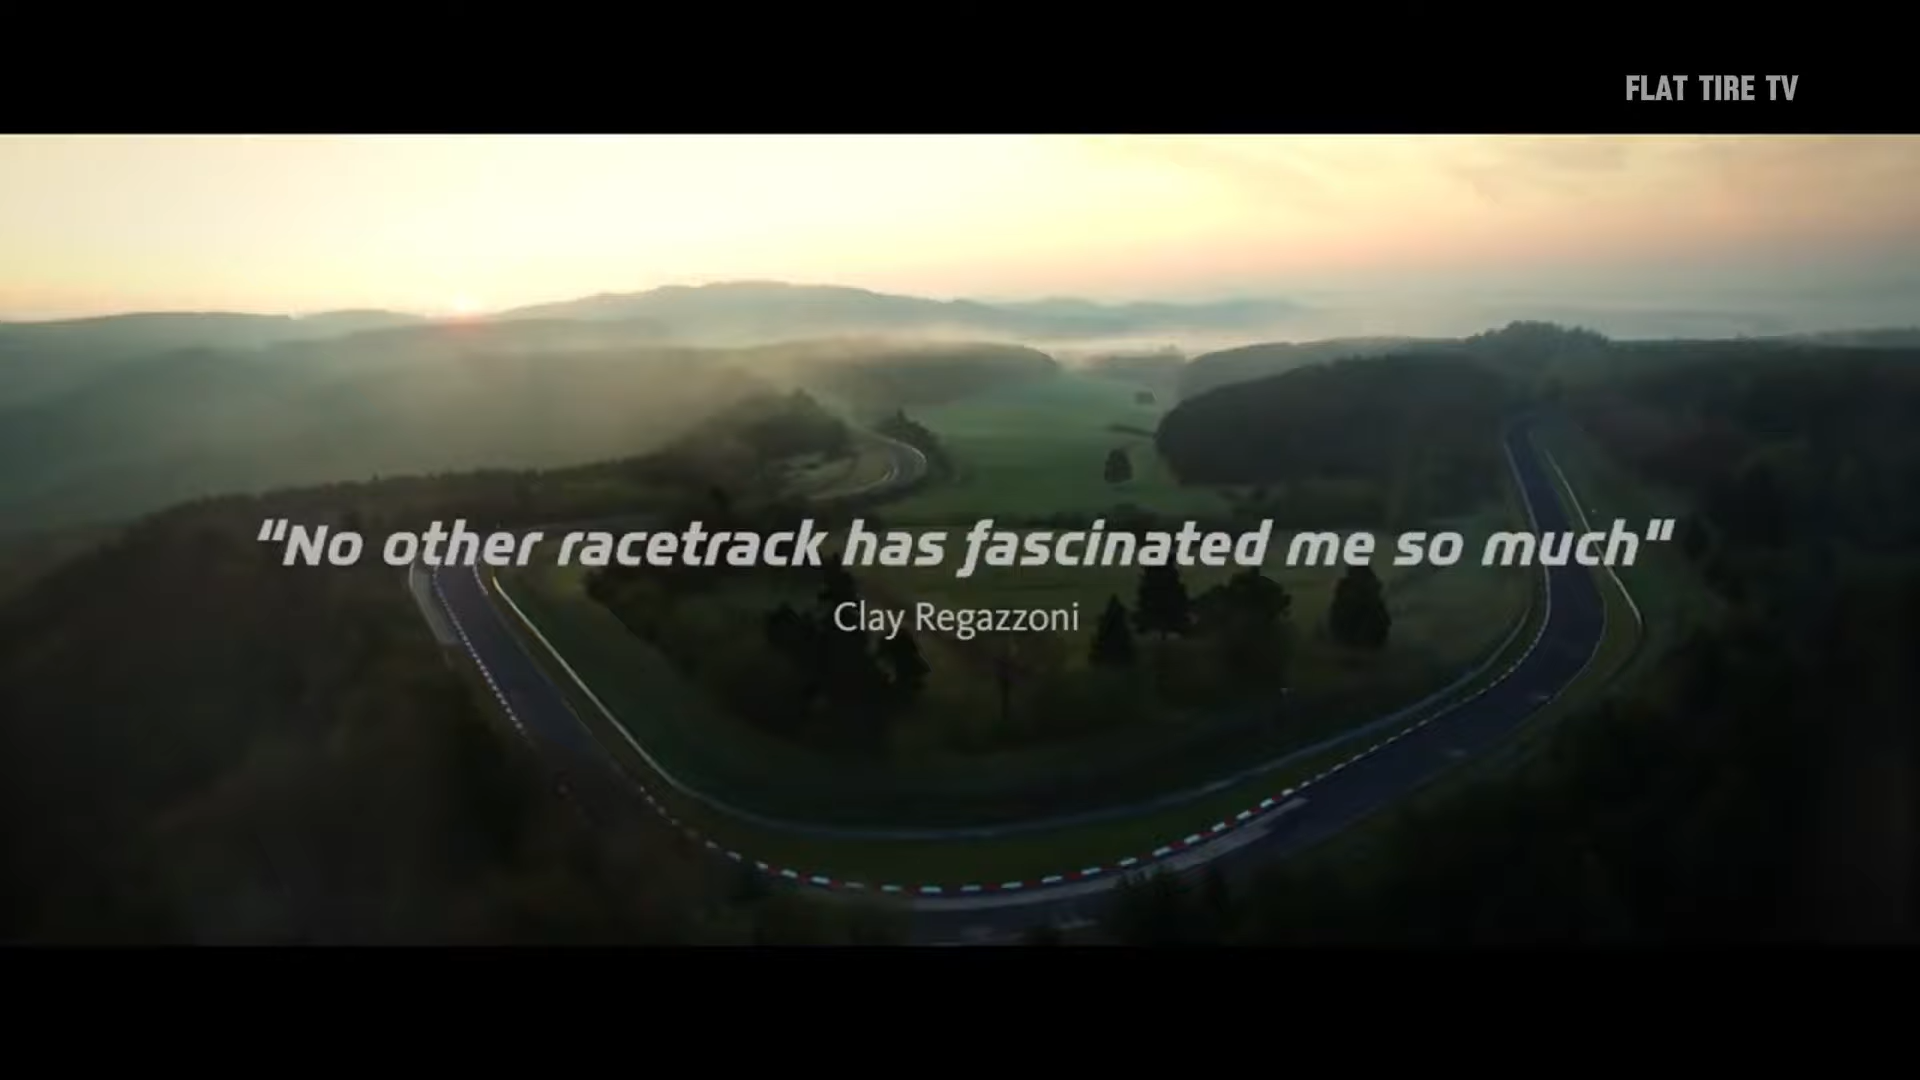 FLAT TIRE TV
“No other racetrack has fascinated me so much“
Clay Regazzoni